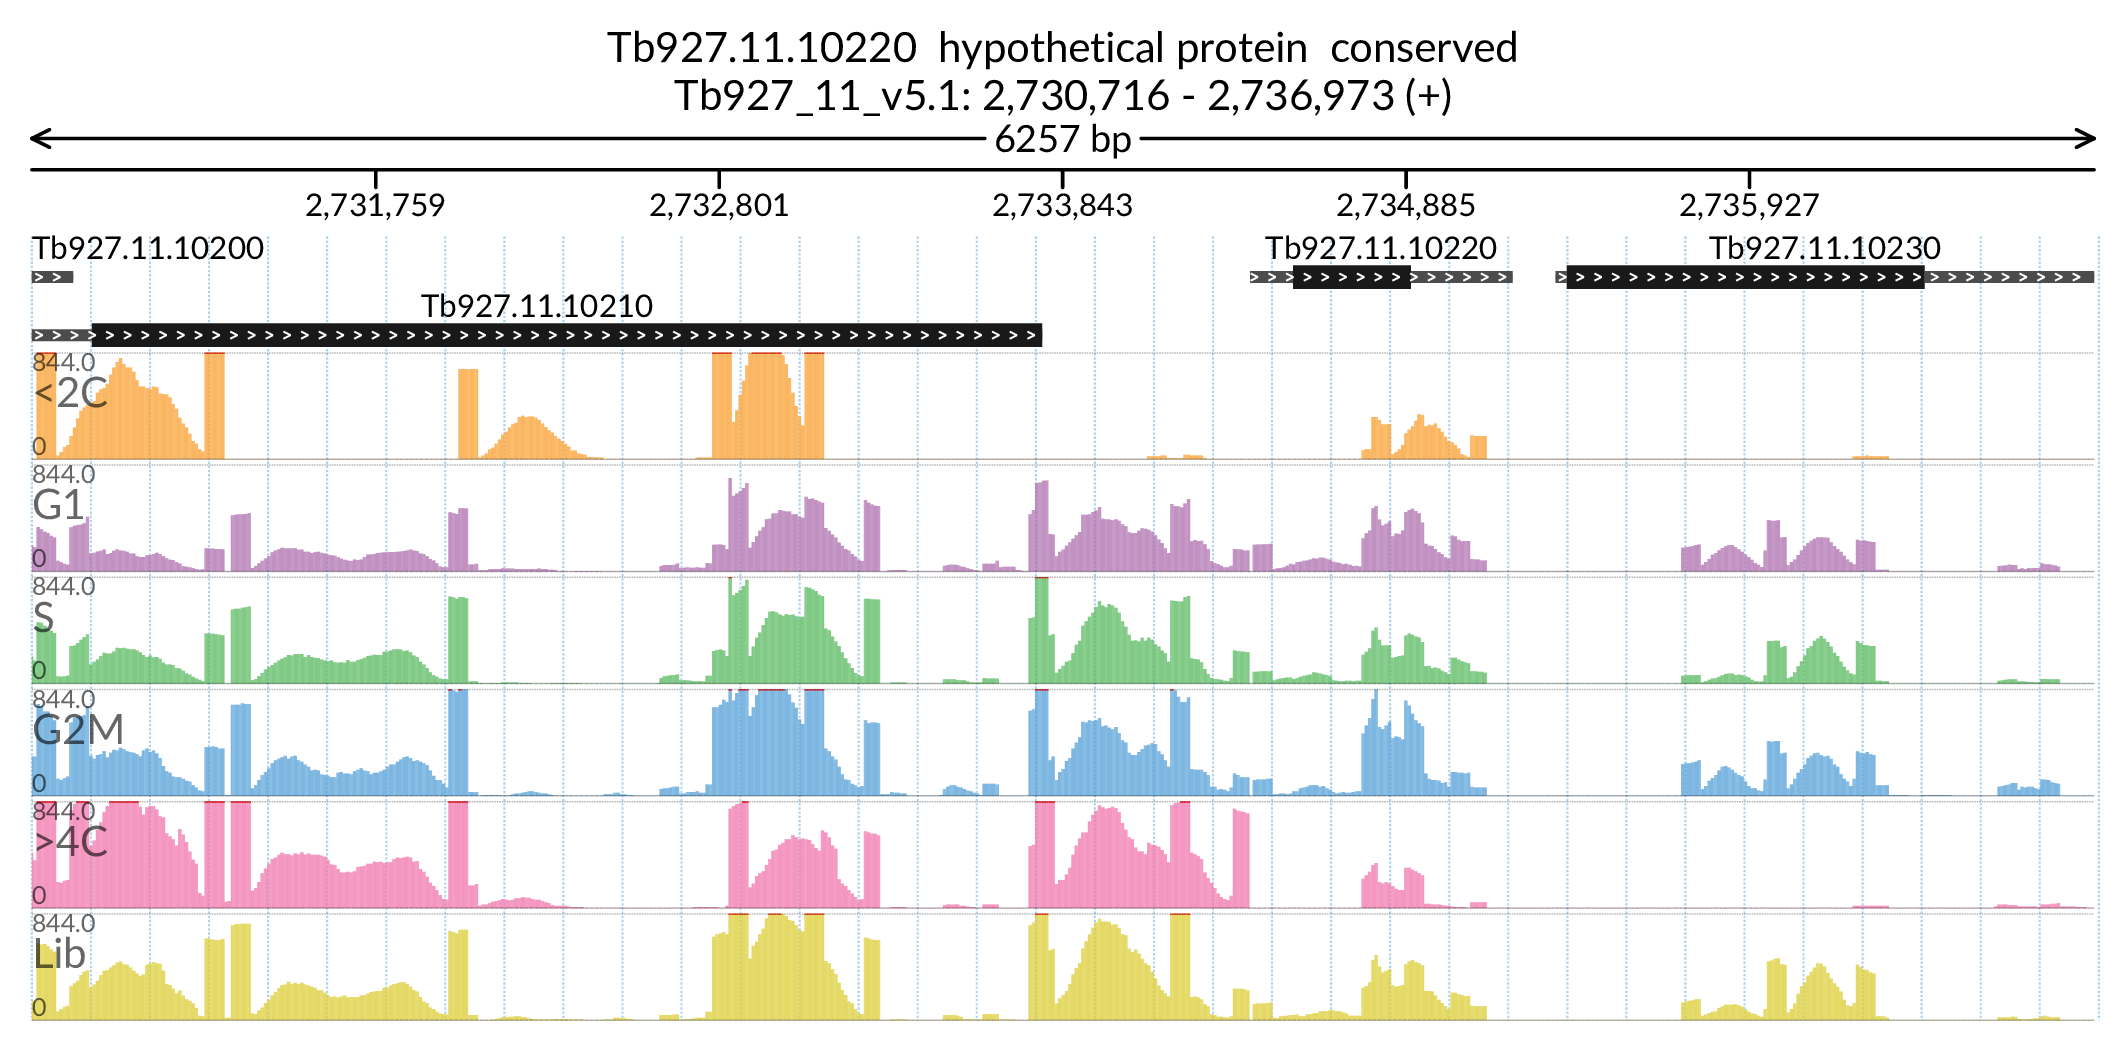 Tb927.11.10220 hypothetical protein conserved
Tb927_11_v5.1: 2,730,716 - 2,736,973 (+)
6257 bp
2,731,759 2,732,801 2,733,843 2,734,885 2,735,927
Tb927.11.10200 Tb927.11.10220 Tb927.11.10230
Tb927.11.10210
844.0
<2C
0
844.0
G1
0
844.0
S
0
844.0
G2M
0
844.0
>4C
0
844.0
Lib
0